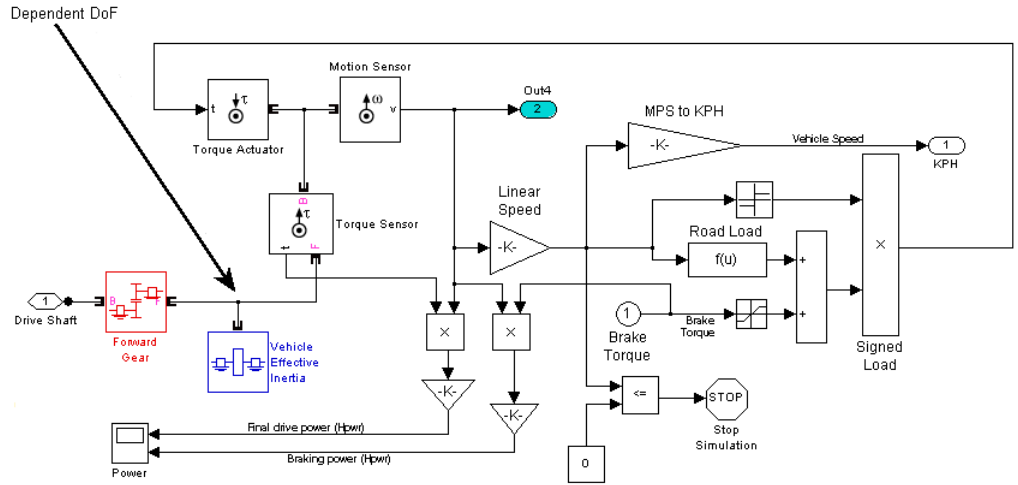 Dependent DoF
Motion Sensor
Out4
t
τ
ω
v
2
MPS to KPH
-K-
Vehicle Speed
1
KPH
Torque Actuator
B
τ
Torque Sensor
t
F
Linear
Speed
-K-
Road Load
f(u)
×
+
+
1
Drive Shaft
B
F
Forward
Gear
Vehicle
Effective
Inertia
×
×
1
Brake
Torque
Brake
Torque
Signed
Load
-K-
-K-
<=
STOP
Stop
Simulation
0
Final drive power (Hpwr)
Braking power (Hpwr)
Power